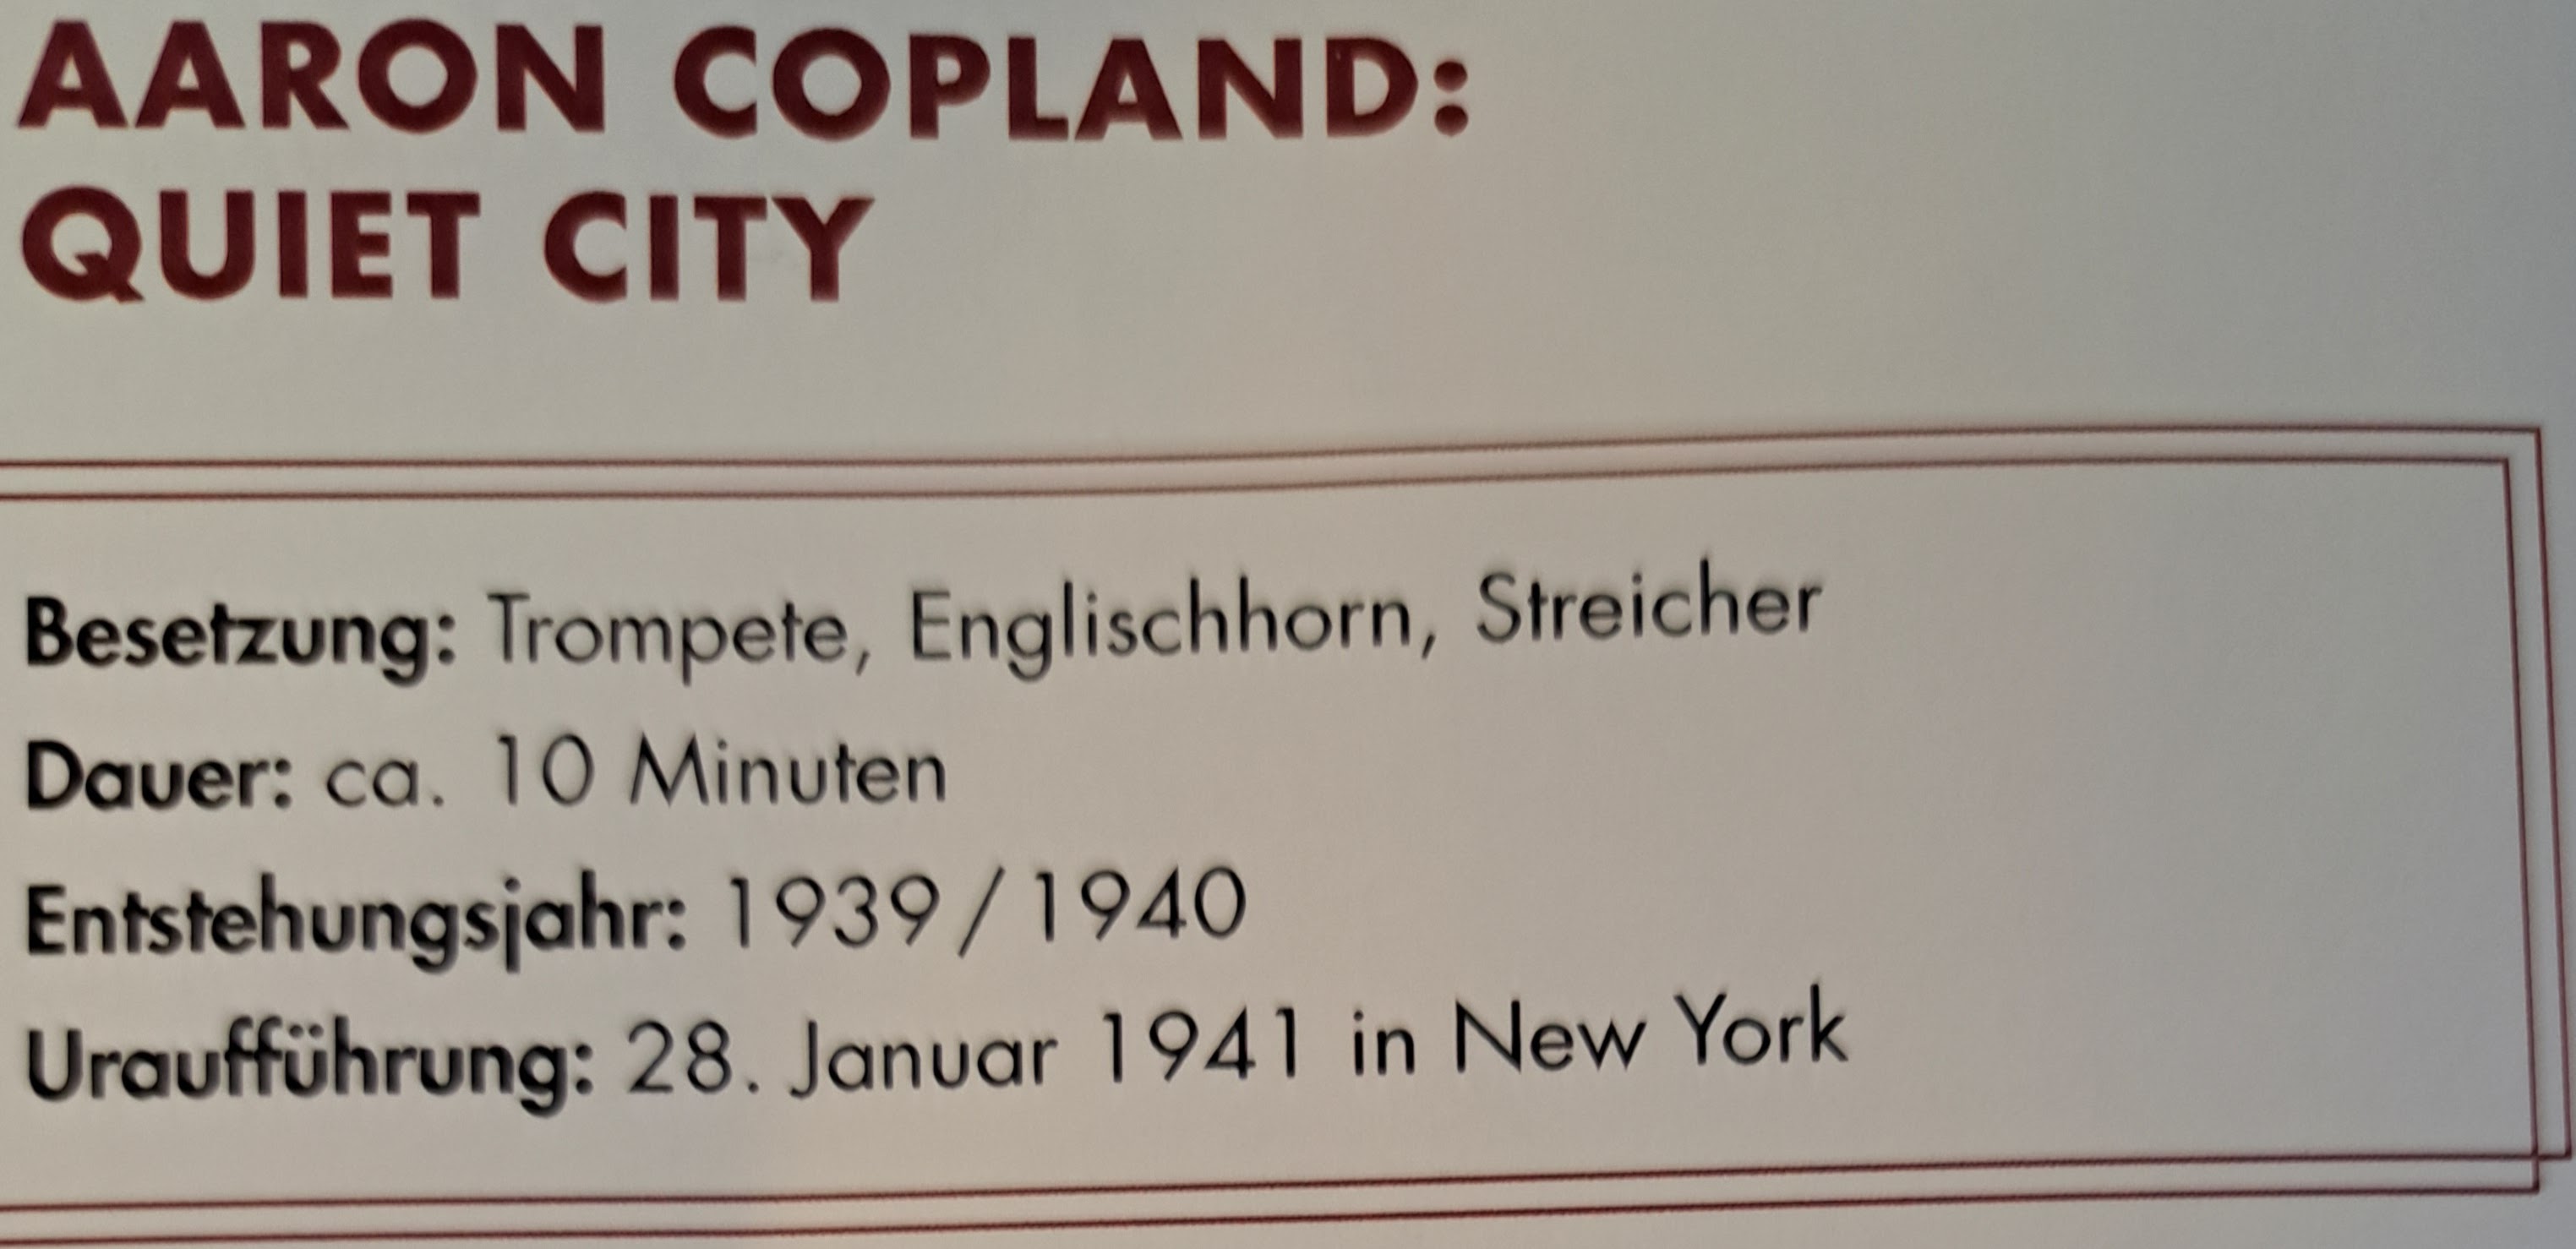 AARON COPLAND:
QUIET CITY
Besetzung: Trompete, Englischhorn, Streicher
Dauer: ca. 10 Minuten
Entstehungsjahr: 1939 / 1940
Uraufführung: 28. Januar 1941 in New York